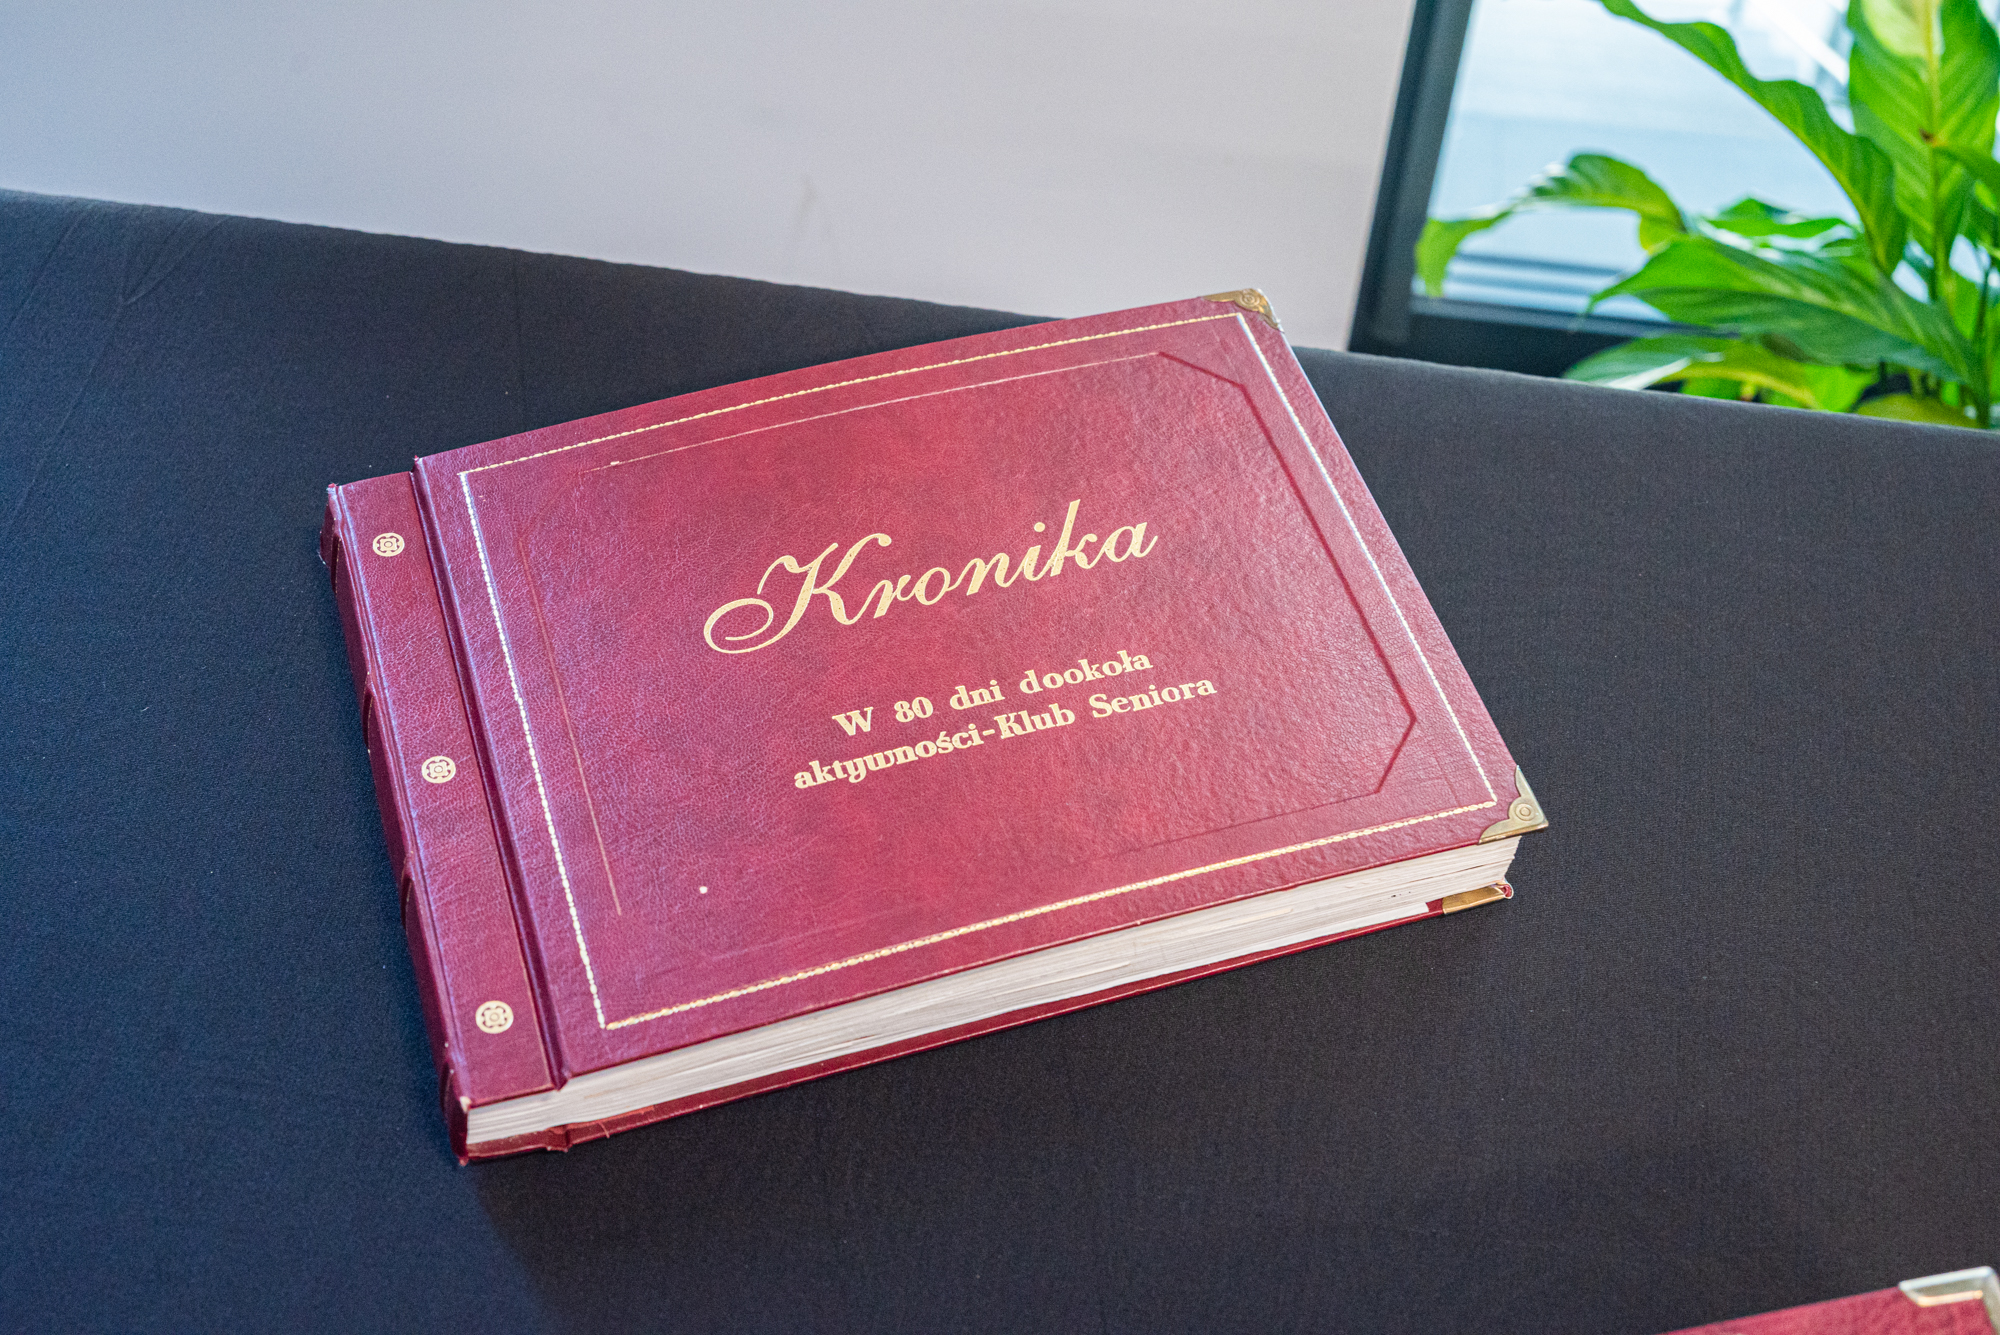 Kronika
W 80 dni dookoła
aktywności-Klub Seniora